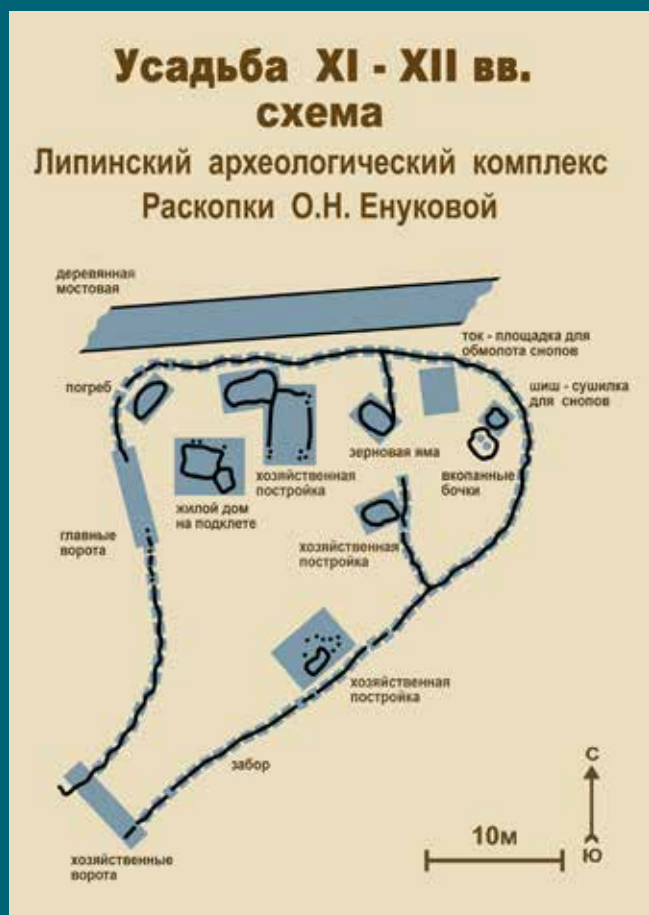 Усадьба XI - XII вв.
схема
Липинский археологический комплекс
Раскопки О.Н. Енуковой
деревянная
мостовая
ток - площадка для
обмолота снопов
погреб
шиш - сушилка
для снопов
зерновая яма
вкопанные
бочки
хозяйственная
постройка
жилой дом
на подклете
главные
ворота
хозяйственная
постройка
хозяйственная
постройка
забор
С
10м
Ю
хозяйственные
ворота